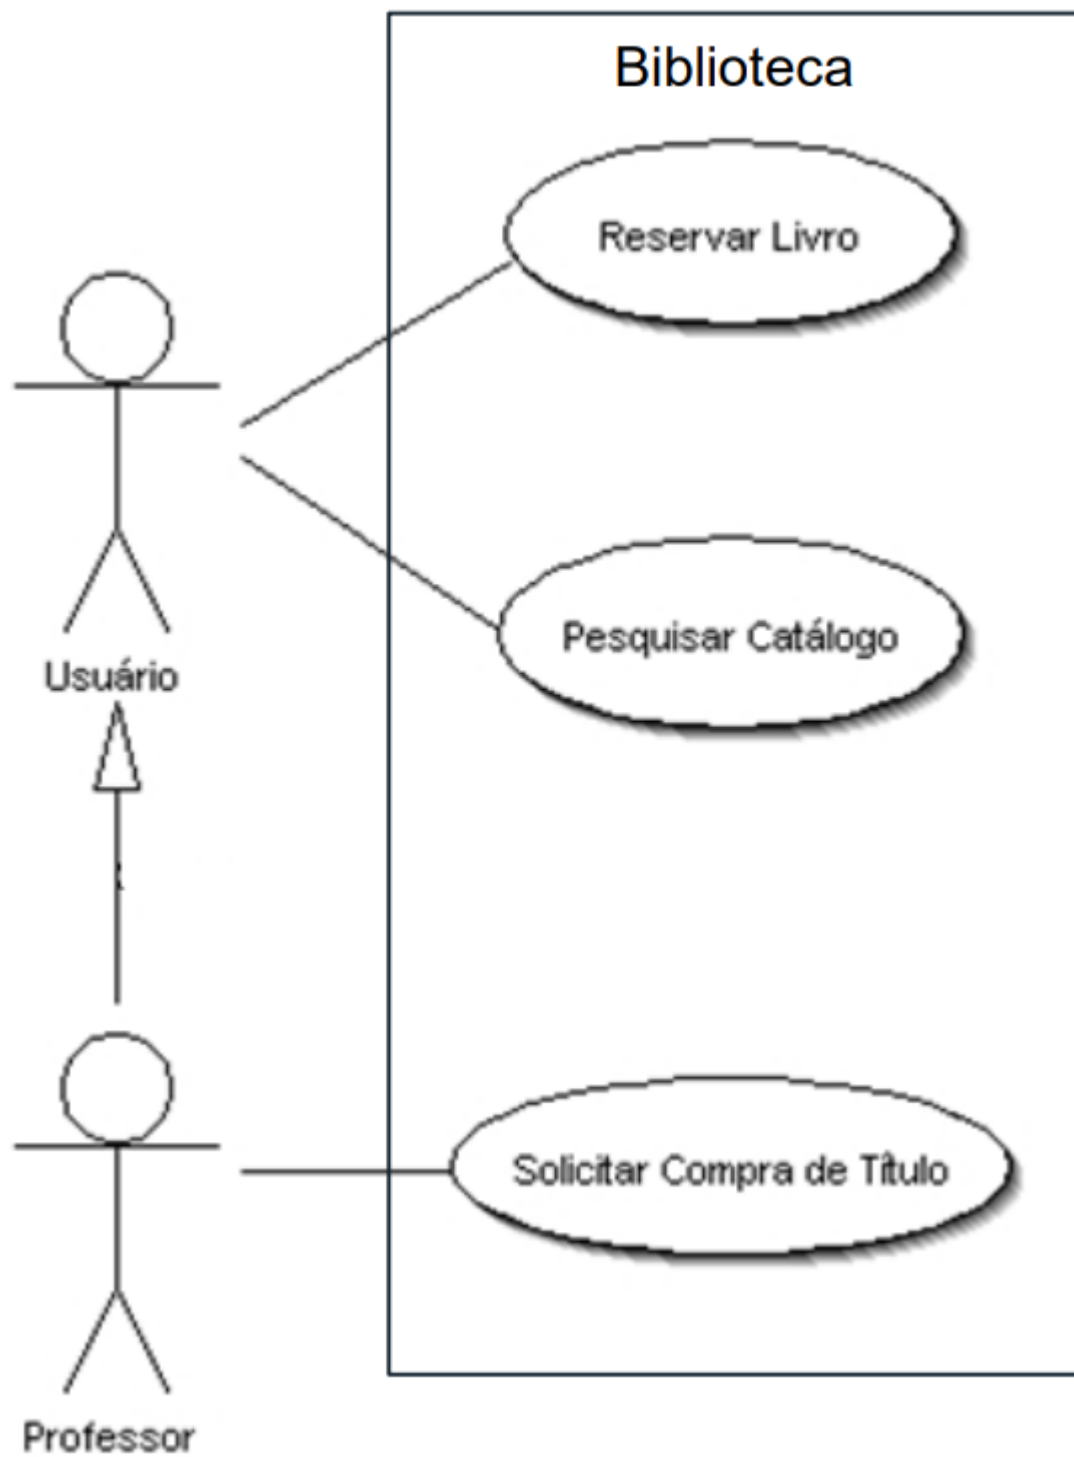 Biblioteca
Reservar Livro
Pesquisar Catálogo
Usuário
Solicitar Compra de Título
Professor